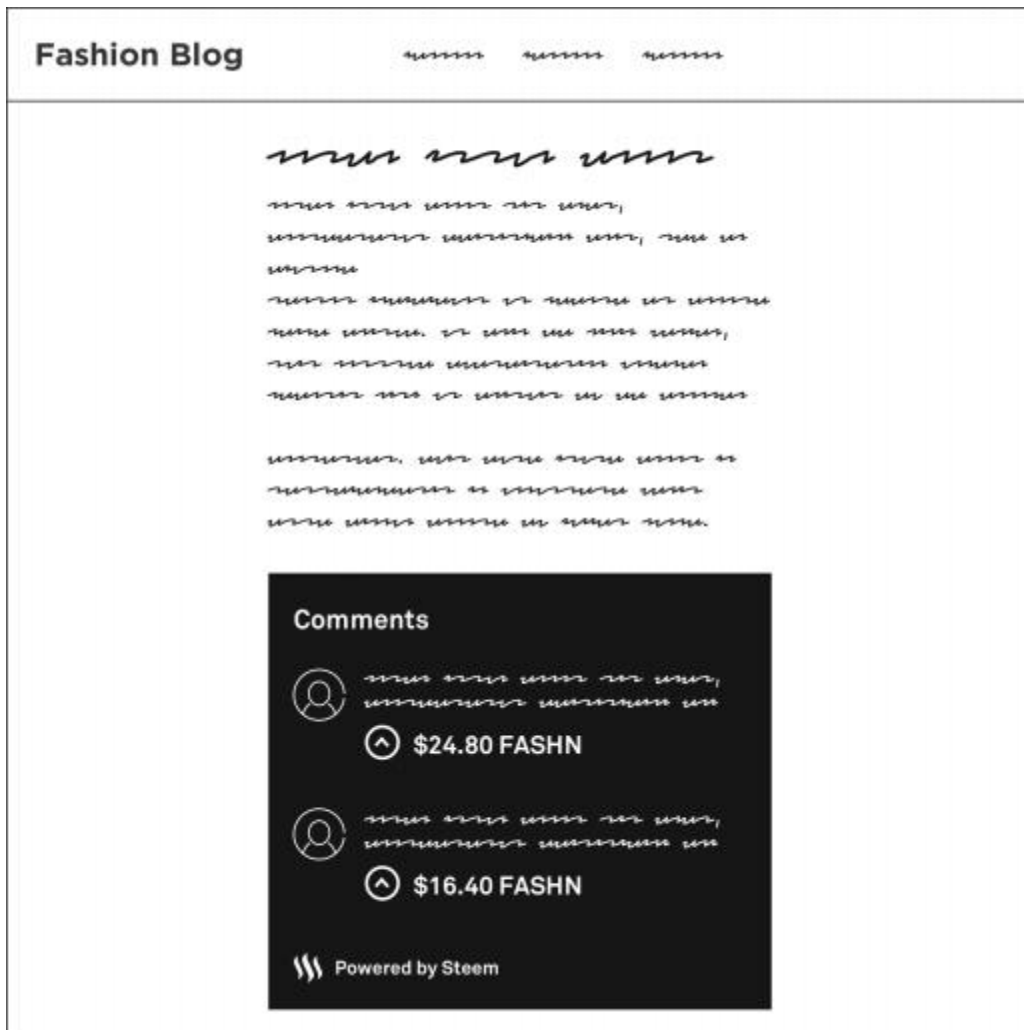 Fashion Blog
Comments
$24.80 FASHN
$16.40 FASHN
Powered by Steem